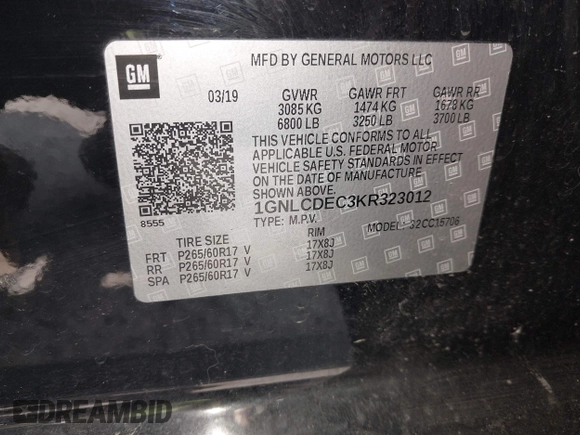 GM
MFD BY GENERAL MOTORS LLC
03/19 GVWR GAWR FRT GAWR RR
3085 KG 1474 KG 1678 KG
6800 LB 3250 LB 3700 LB
THIS VEHICLE CONFORMS TO ALL
APPLICABLE U.S. FEDERAL MOTOR
VEHICLE SAFETY STANDARDS IN EFFECT
ON THE DATE OF MANUFACTURE
SHOWN ABOVE.
8555
1GNLCDEC3KR323012
TYPE: M.P.V. MODEL: S2CC15706
TIRE SIZE RIM
FRT P265/60R17 V 17X8J
RR P265/60R17 V 17X8J
SPA P265/60R17 V 17X8J
DREAMBID